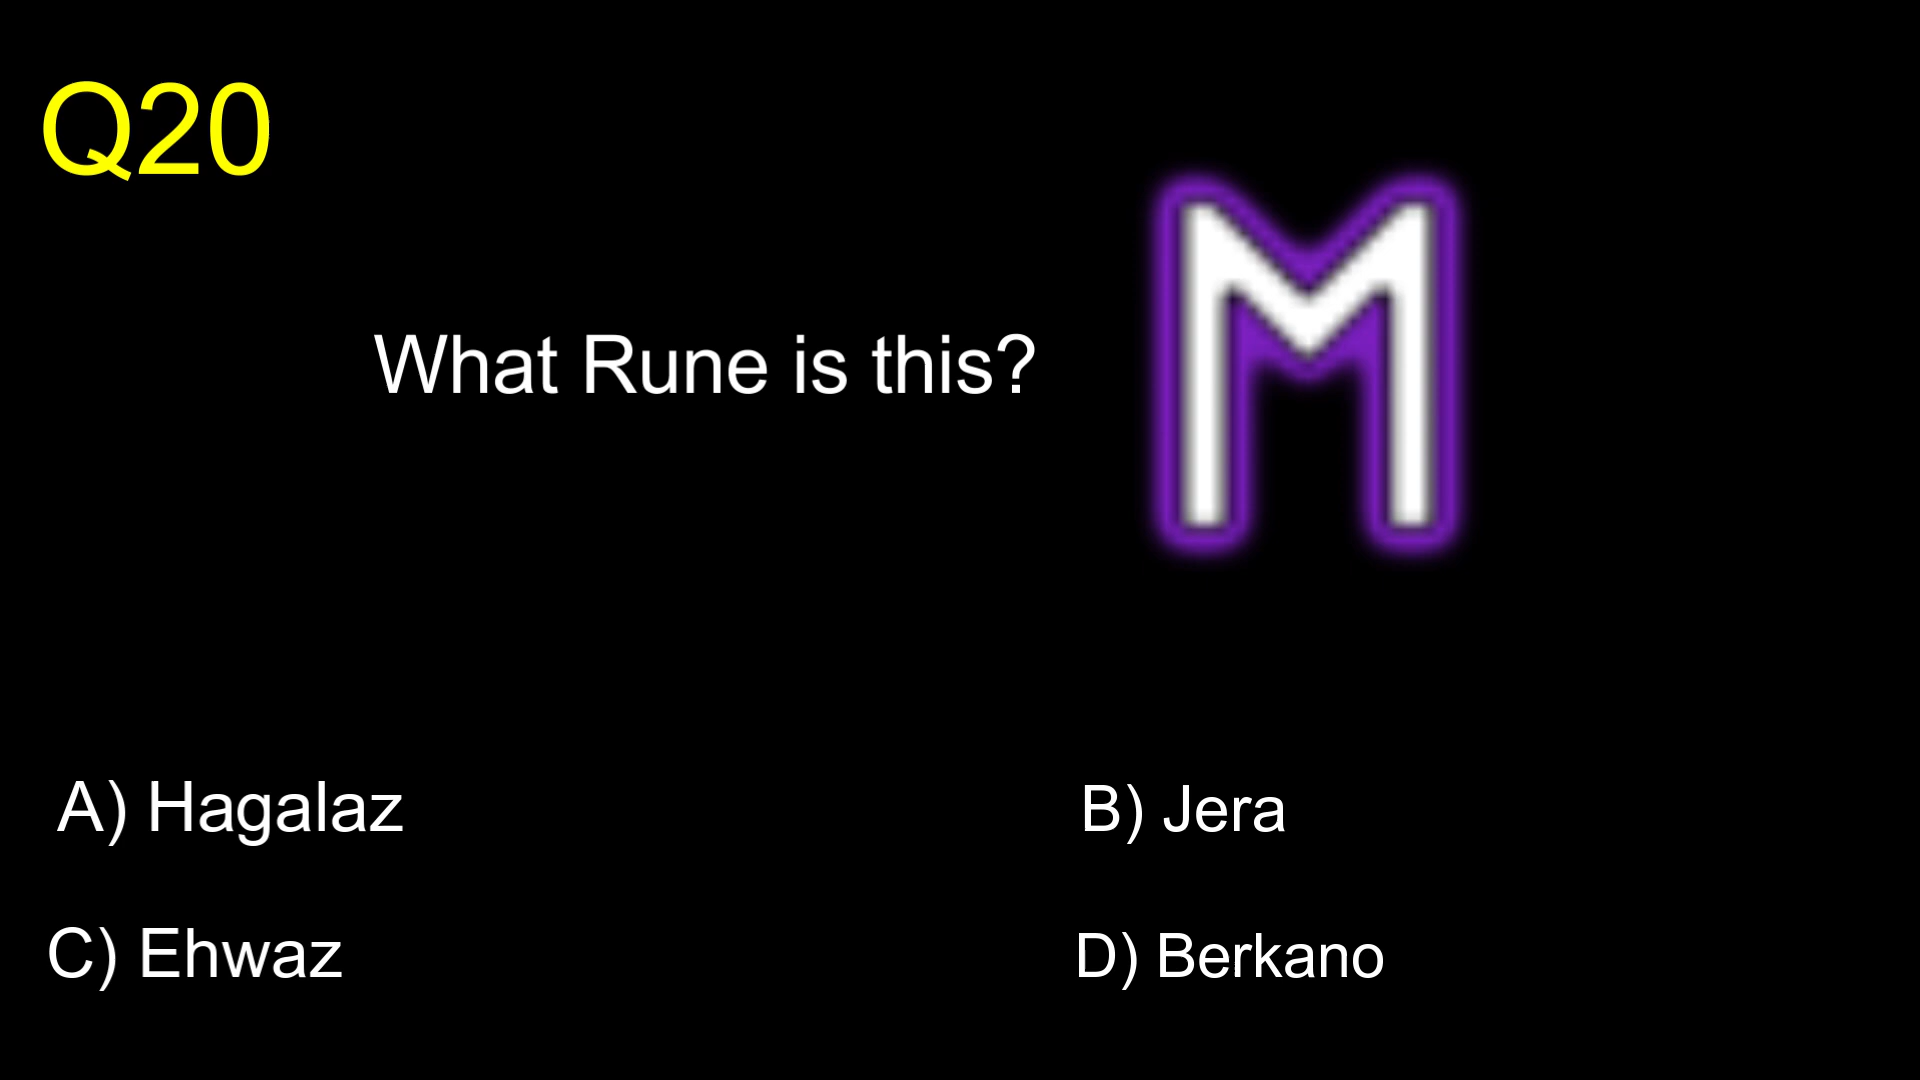 Q20
What Rune is this?
ᛖ
A) Hagalaz
B) Jera
C) Ehwaz
D) Berkano